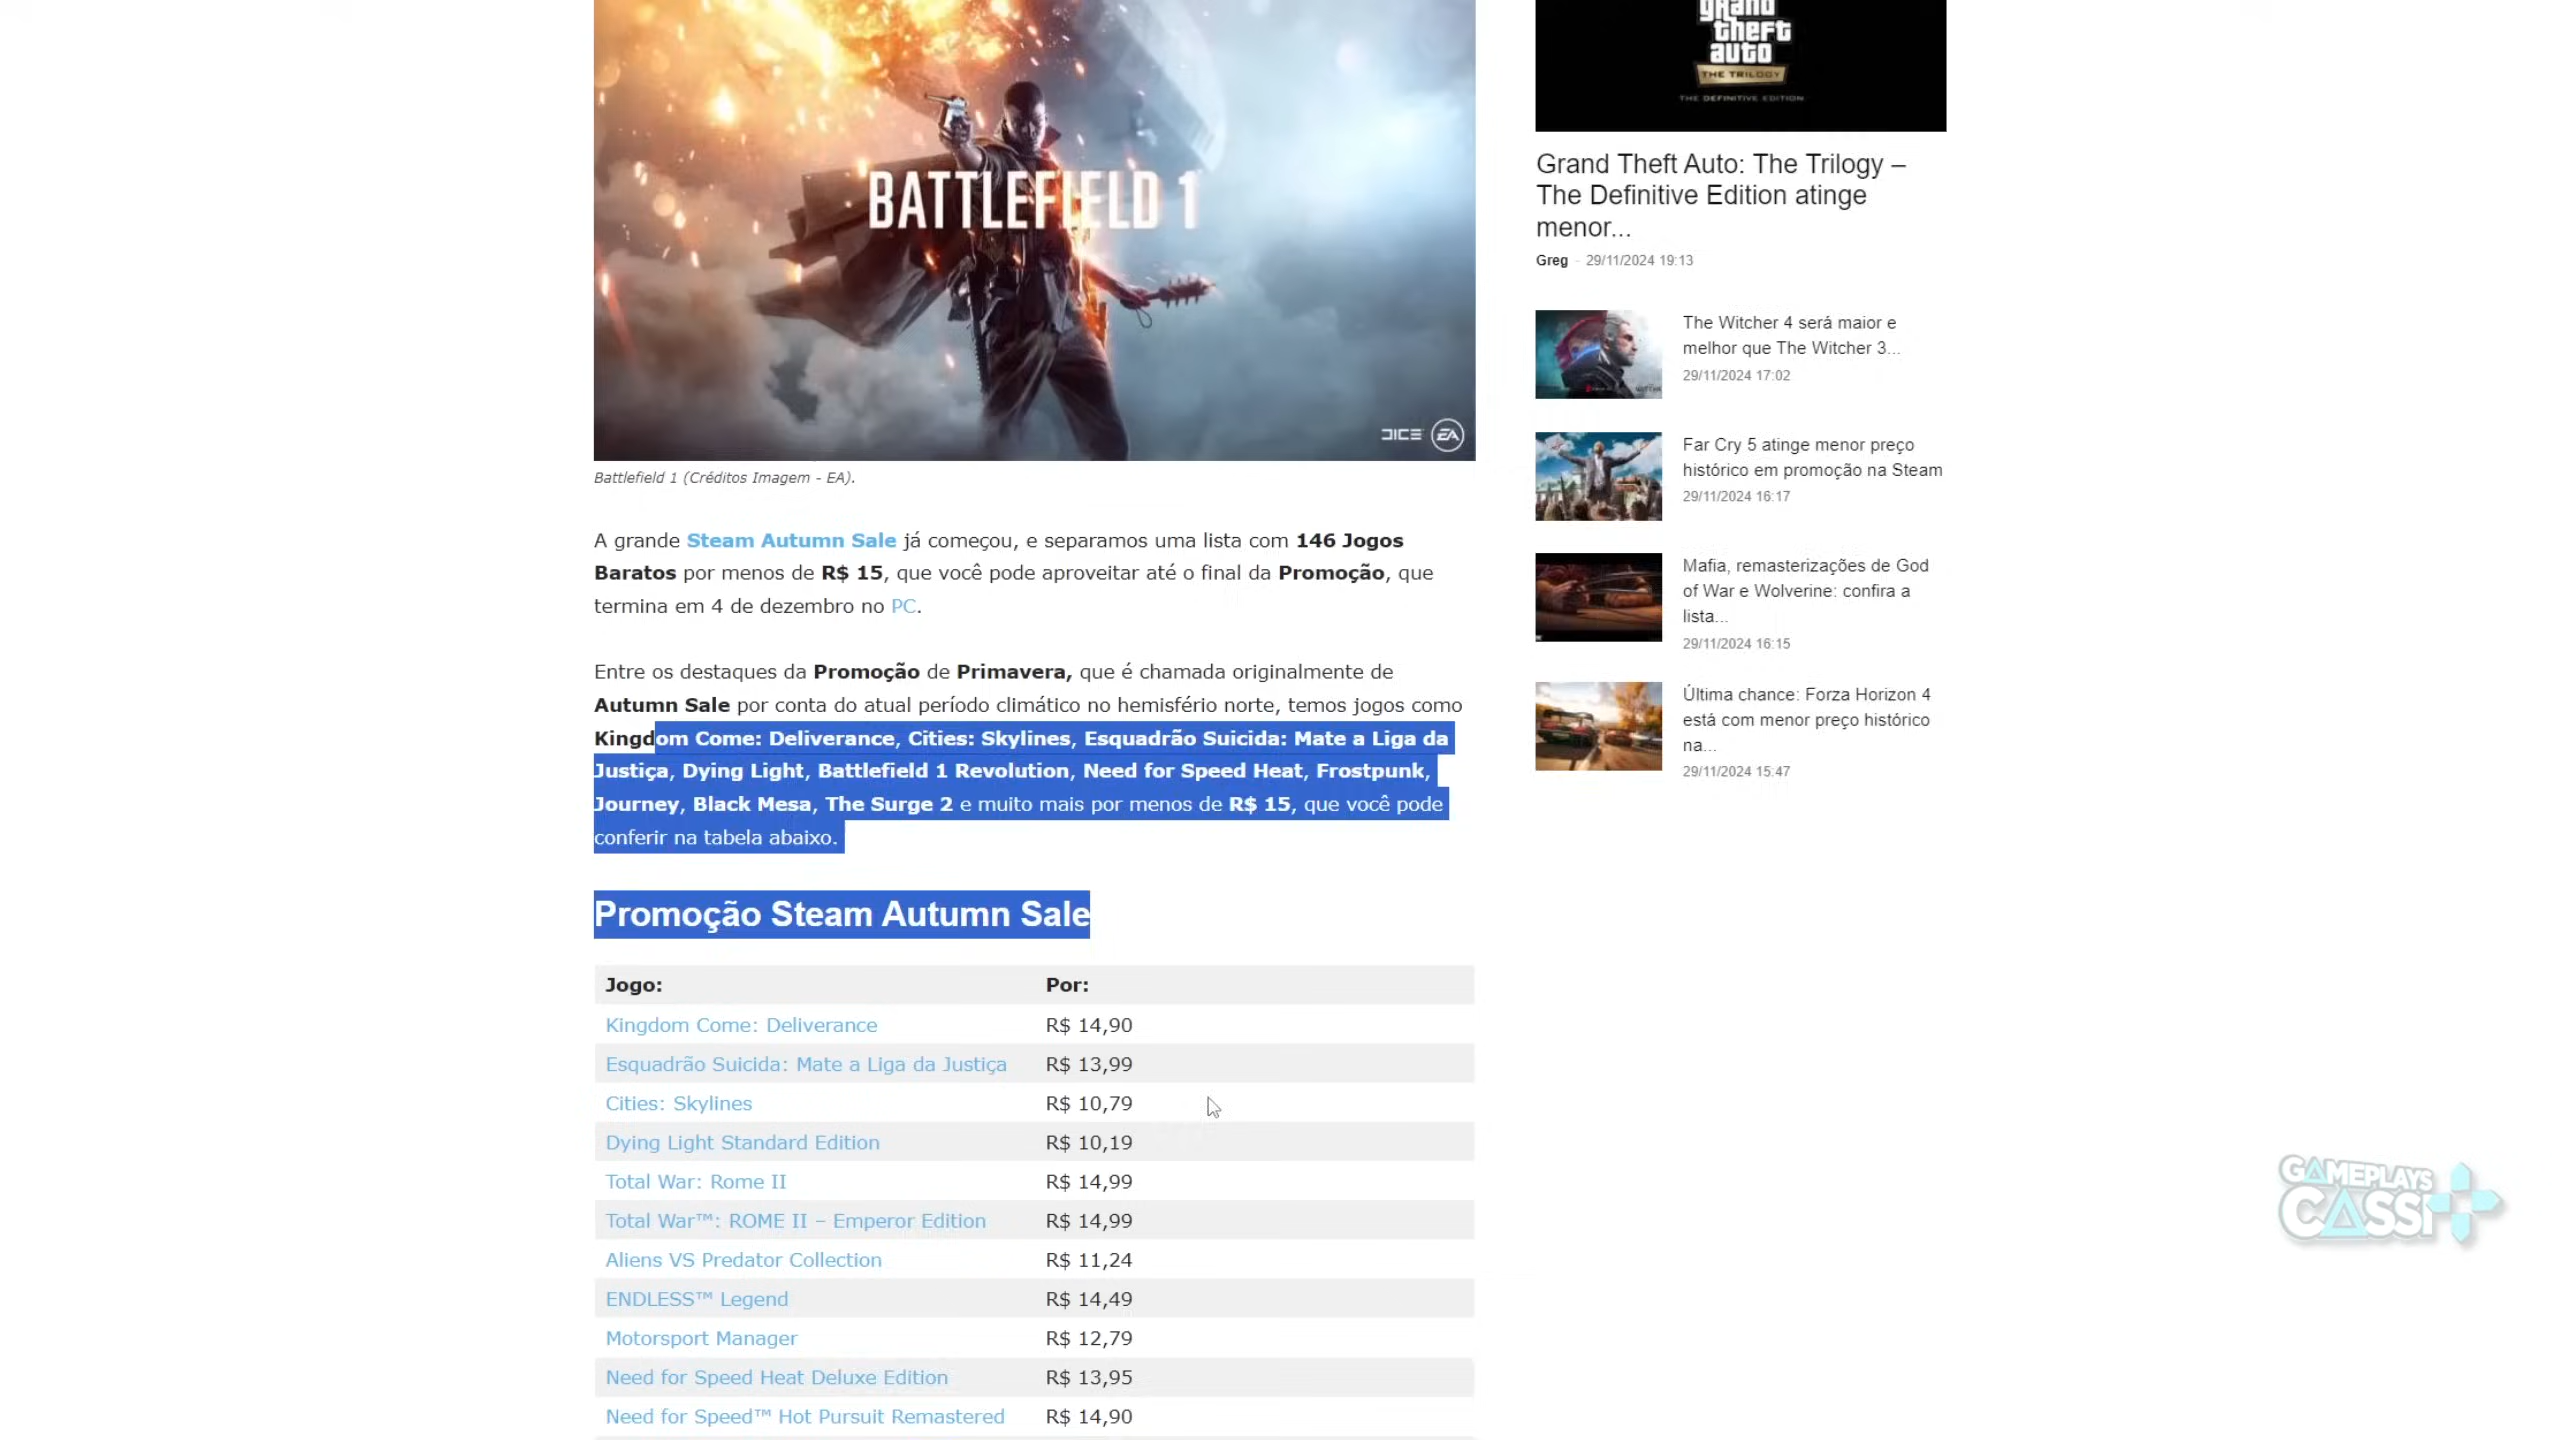 BATTLEFIELD 1
DICE EA
Battlefield 1 (Créditos Imagem - EA).
A grande Steam Autumn Sale já começou, e separamos uma lista com 146 Jogos
Baratos por menos de R$ 15, que você pode aproveitar até o final da Promoção, que
termina em 4 de dezembro no PC.
Entre os destaques da Promoção de Primavera, que é chamada originalmente de
Autumn Sale por conta do atual período climático no hemisfério norte, temos jogos como
Kingdom Come: Deliverance, Cities: Skylines, Esquadrão Suicida: Mate a Liga da
Justiça, Dying Light, Battlefield 1 Revolution, Need for Speed Heat, Frostpunk,
Journey, Black Mesa, The Surge 2 e muito mais por menos de R$ 15, que você pode
conferir na tabela abaixo.
Promoção Steam Autumn Sale
Jogo: Por:
Kingdom Come: Deliverance R$ 14,90
Esquadrão Suicida: Mate a Liga da Justiça R$ 13,99
Cities: Skylines R$ 10,79
Dying Light Standard Edition R$ 10,19
Total War: Rome II R$ 14,99
Total War™: ROME II – Emperor Edition R$ 14,99
Aliens VS Predator Collection R$ 11,24
ENDLESS™ Legend R$ 14,49
Motorsport Manager R$ 12,79
Need for Speed Heat Deluxe Edition R$ 13,95
Need for Speed™ Hot Pursuit Remastered R$ 14,90
grand
theft
auto
THE TRILOGY
THE DEFINITIVE EDITION
Grand Theft Auto: The Trilogy –
The Definitive Edition atinge
menor...
Greg - 29/11/2024 19:13
The Witcher 4 será maior e
melhor que The Witcher 3...
29/11/2024 17:02
Far Cry 5 atinge menor preço
histórico em promoção na Steam
29/11/2024 16:17
Mafia, remasterizações de God
of War e Wolverine: confira a
lista...
29/11/2024 16:15
Última chance: Forza Horizon 4
está com menor preço histórico
na...
29/11/2024 15:47
GAMEPLAYS
CASSI